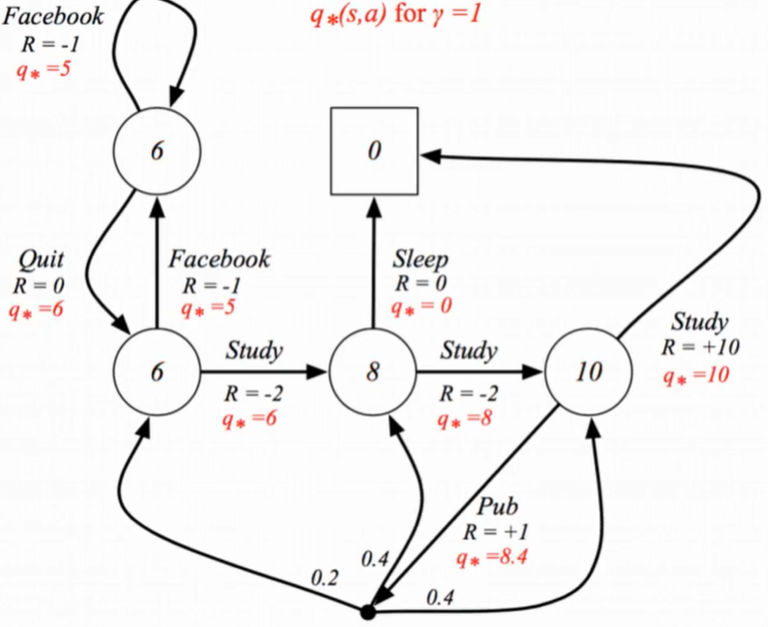 Facebook
R = -1
q* =5
q*(s,a) for γ =1
6
0
Quit
R = 0
q* =6
Facebook
R = -1
q* =5
Sleep
R = 0
q* = 0
Study
R = +10
q* =10
6
Study
R = -2
q* =6
8
Study
R = -2
q* =8
10
Pub
R = +1
q* =8.4
0.2
0.4
0.4